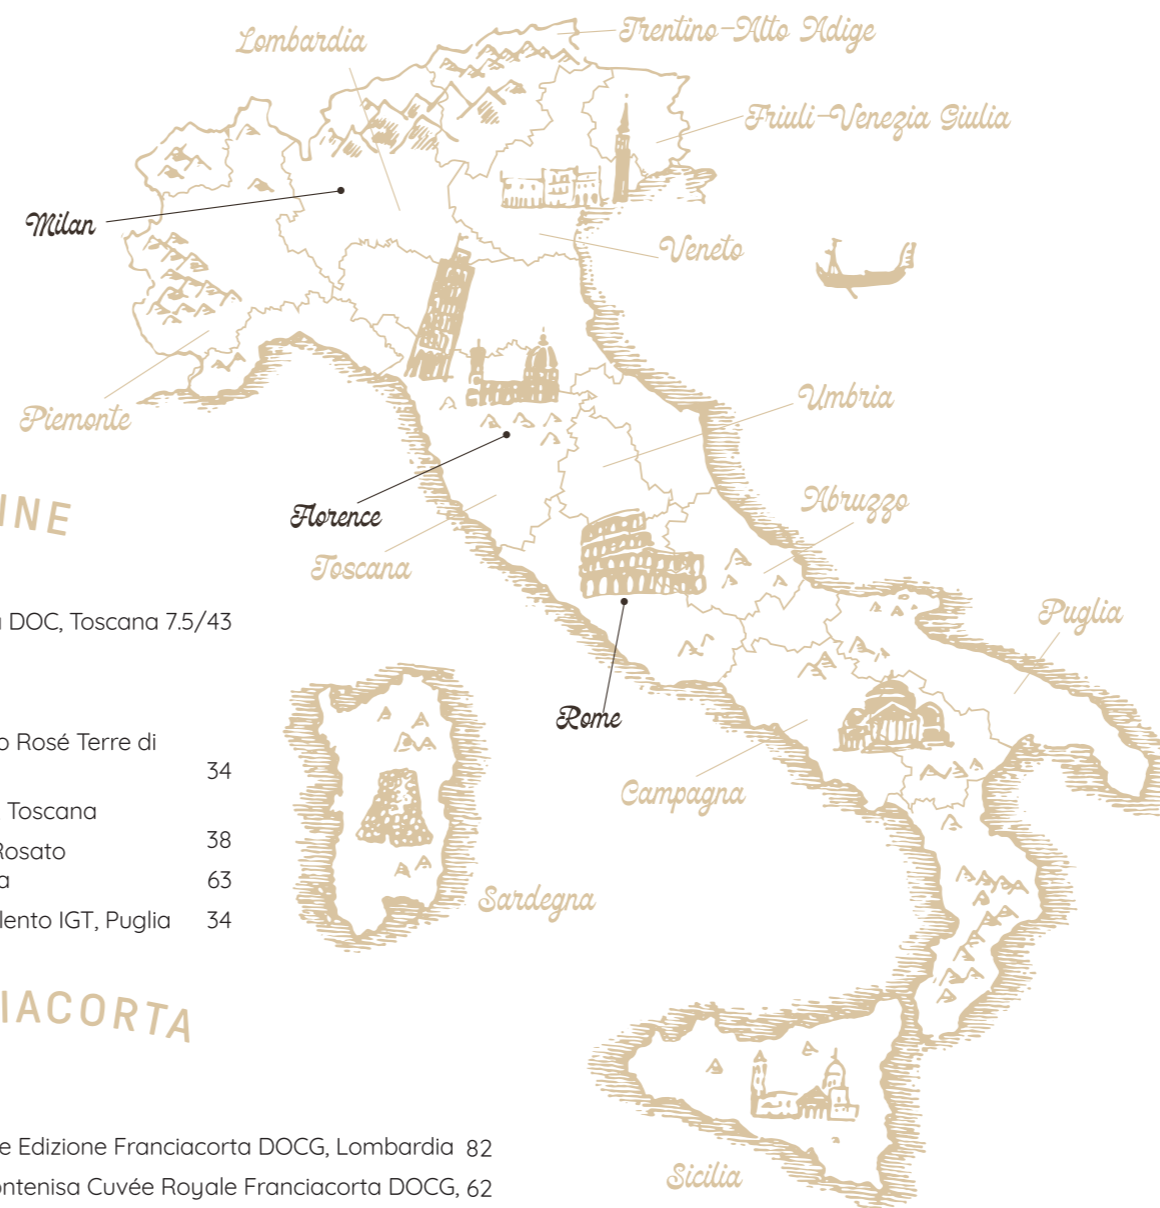 Lombardia
Trentino-Alto Adige
Friuli-Venezia Giulia
Milan
Veneto
Piemonte
Umbria
Florence
Abruzzo
Toscana
Puglia
Rome
Campagna
Sardegna
Sicilia
INE
DOC, Toscana 7.5/43
o Rosé Terre di
34
Toscana
38
Rosato
a 63
lento IGT, Puglia 34
IACORTA
e Edizione Franciacorta DOCG, Lombardia 82
ontenisa Cuvée Royale Franciacorta DOCG, 62